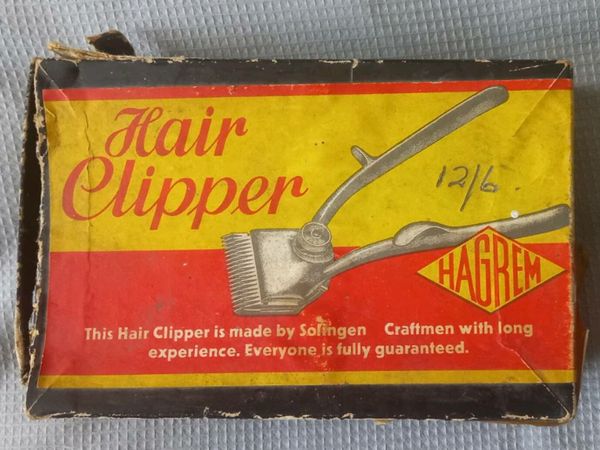 Hair
Clipper
12/6
HAGREM
This Hair Clipper is made by Solingen Craftmen with long
experience. Everyone is fully guaranteed.